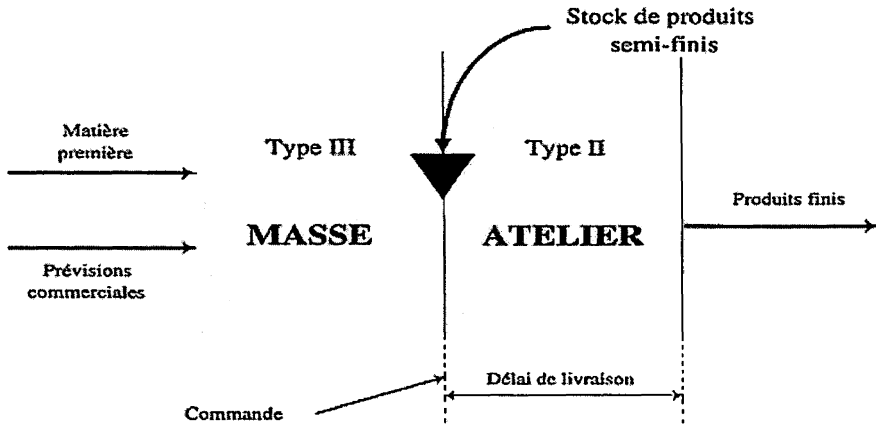 Stock de produits
semi-finis
Matière
première
Type III
Type II
Produits finis
MASSE
ATELIER
Prévisions
commerciales
Délai de livraison
Commande